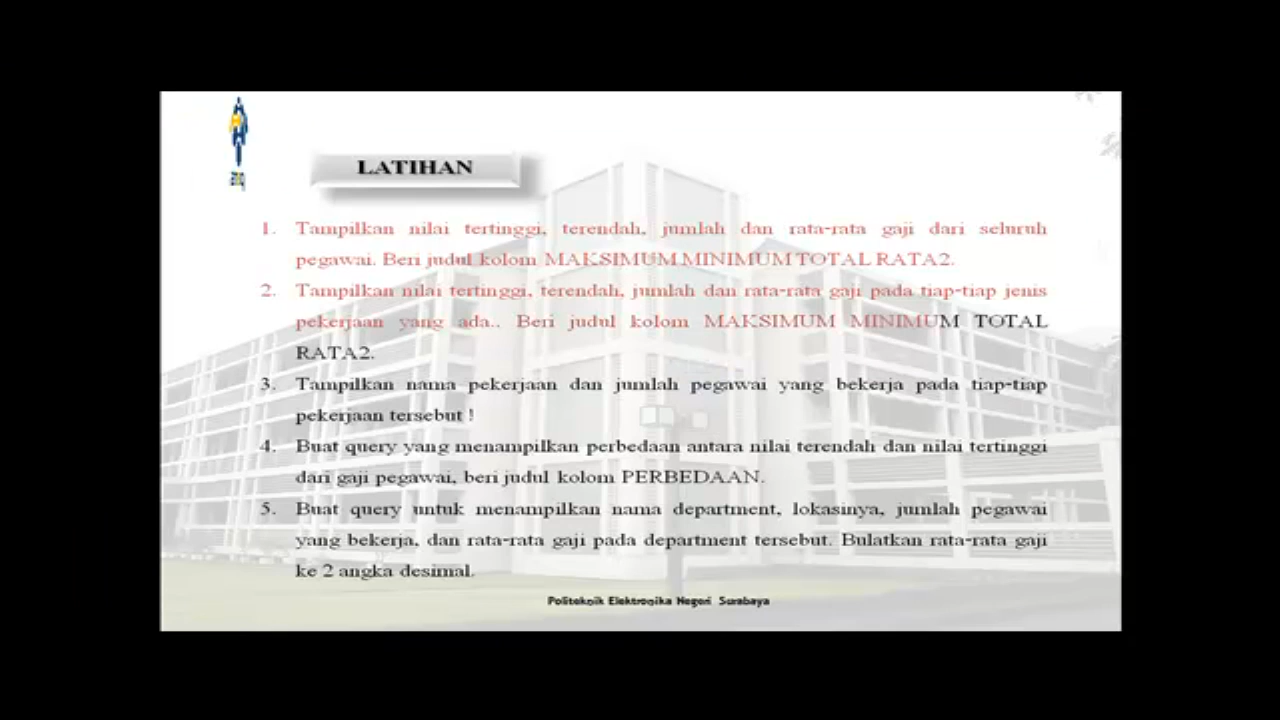 LATIHAN
1. Tampilkan nilai tertinggi, terendah, jumlah dan rata-rata gaji dari seluruh
pegawai. Beri judul kolom MAKSIMUM MINIMUM TOTAL RATA2.
2. Tampilkan nilai tertinggi, terendah, jumlah dan rata-rata gaji pada tiap-tiap jenis
pekerjaan yang ada.. Beri judul kolom MAKSIMUM MINIMUM TOTAL
RATA2.
3. Tampilkan nama pekerjaan dan jumlah pegawai yang bekerja pada tiap-tiap
pekerjaan tersebut !
4. Buat query yang menampilkan perbedaan antara nilai terendah dan nilai tertinggi
dari gaji pegawai, beri judul kolom PERBEDAAN.
5. Buat query untuk menampilkan nama department, lokasinya, jumlah pegawai
yang bekerja, dan rata-rata gaji pada department tersebut. Bulatkan rata-rata gaji
ke 2 angka desimal.
Politeknik Elektronika Negeri Surabaya